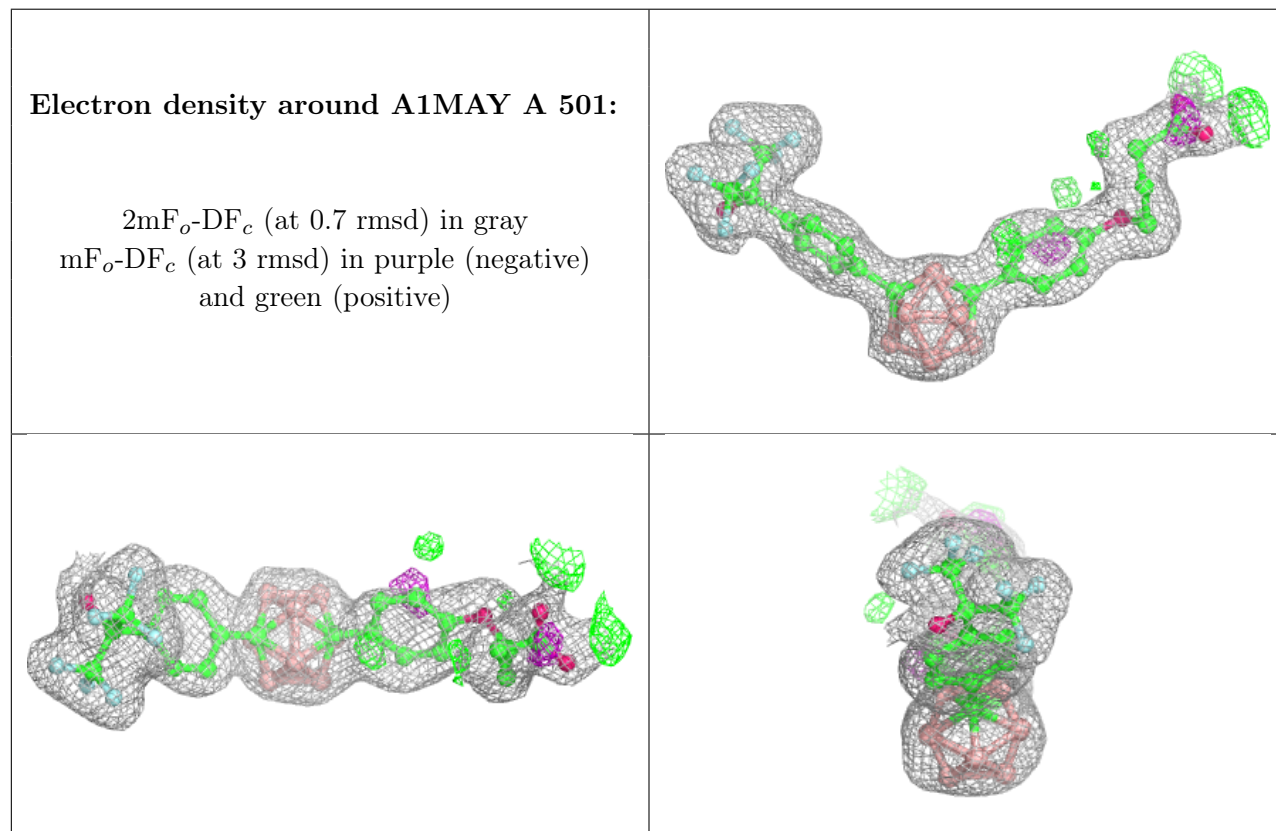 Electron density around A1MAY A 501:
2mFo-DFc (at 0.7 rmsd) in gray
mFo-DFc (at 3 rmsd) in purple (negative)
and green (positive)